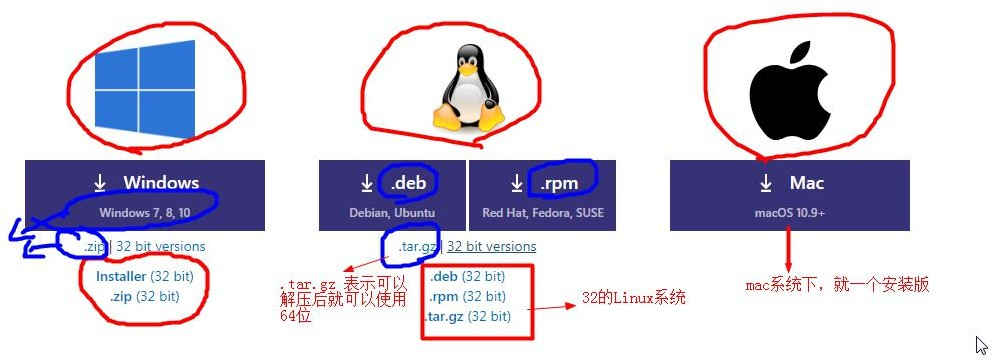 Windows
Windows 7, 8, 10
.zip | 32 bit versions
Installer (32 bit)
.zip (32 bit)
.deb
Debian, Ubuntu
.rpm
Red Hat, Fedora, SUSE
.tar.gz | 32 bit versions
.deb (32 bit)
.rpm (32 bit)
.tar.gz (32 bit)
.tar.gz 表示可以
解压后就可以使用
64位
32的Linux系统
Mac
macOS 10.9+
mac系统下，就一个安装版